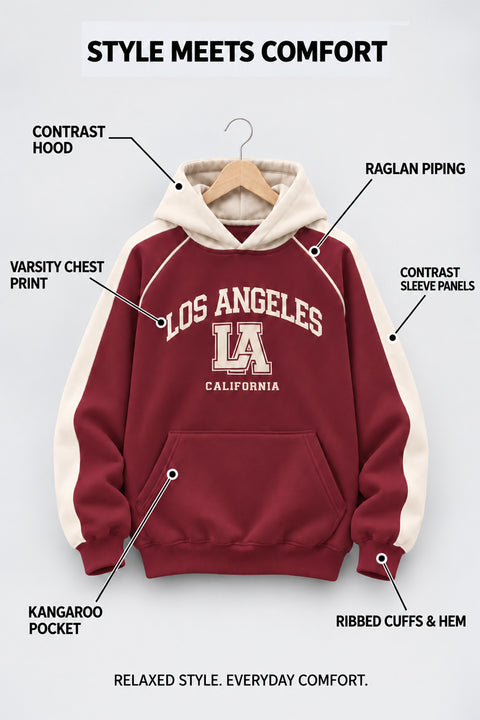 STYLE MEETS COMFORT
CONTRAST
HOOD
RAGLAN PIPING
VARSITY CHEST
PRINT
CONTRAST
SLEEVE PANELS
LOS ANGELES
LA
CALIFORNIA
KANGAROO
POCKET
RIBBED CUFFS & HEM
RELAXED STYLE. EVERYDAY COMFORT.